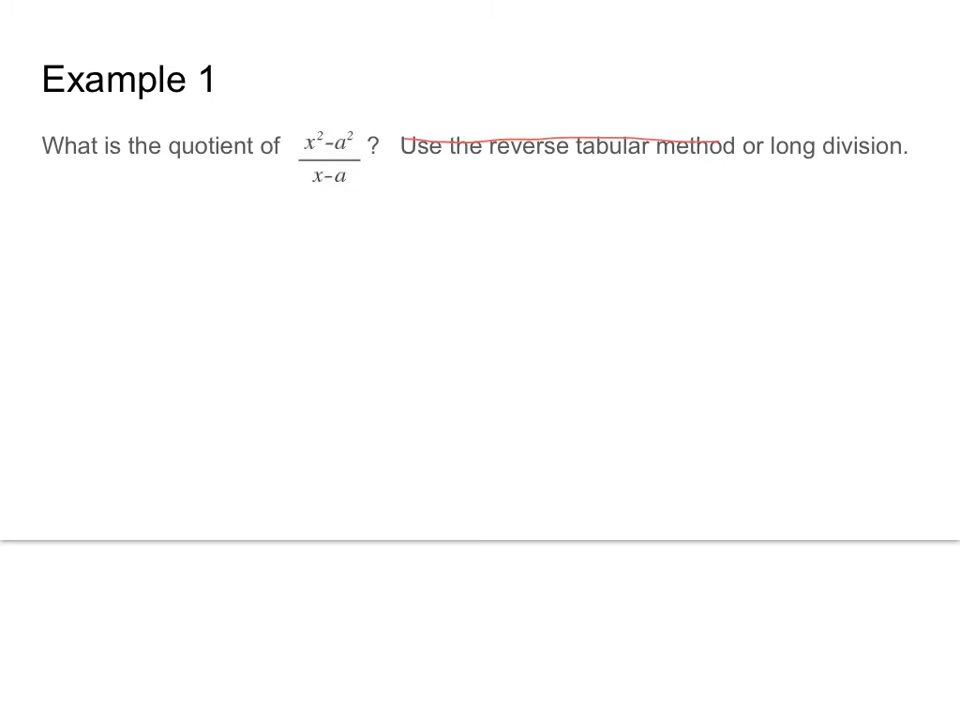 Example 1
What is the quotient of x²-a²/x-a ? Use the reverse tabular method or long division.